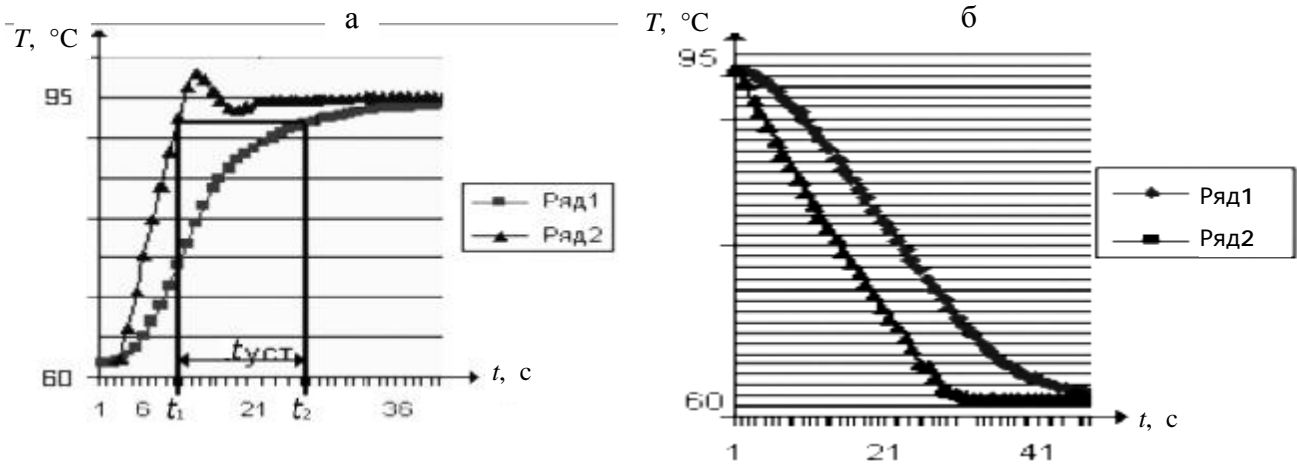 а
T, °C
95
60
1 6 t₁ 21 t₂ 36
tуст
t, с
Ряд1
Ряд2
б
T, °C
95
60
1 21 41
t, с
Ряд1
Ряд2